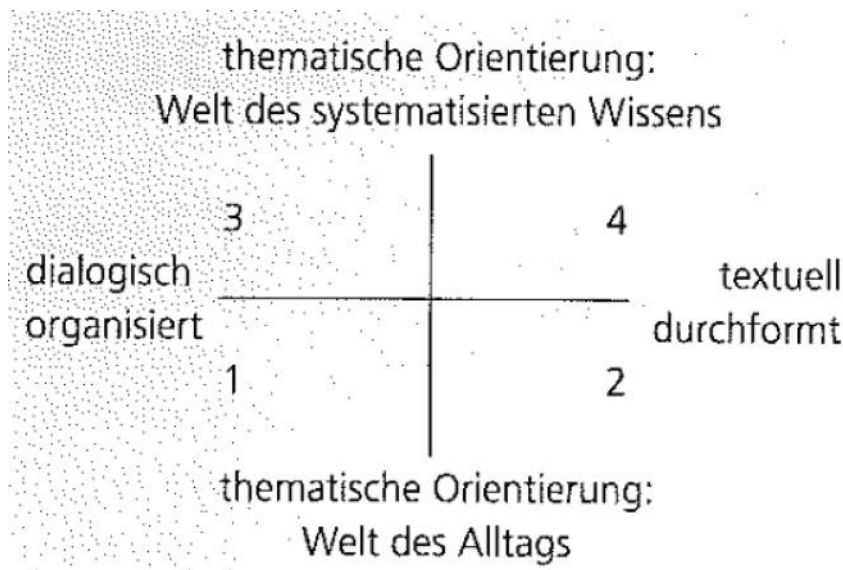 thematische Orientierung:
Welt des systematisierten Wissens
3
4
dialogisch
organisiert
textuell
durchformt
1
2
thematische Orientierung:
Welt des Alltags